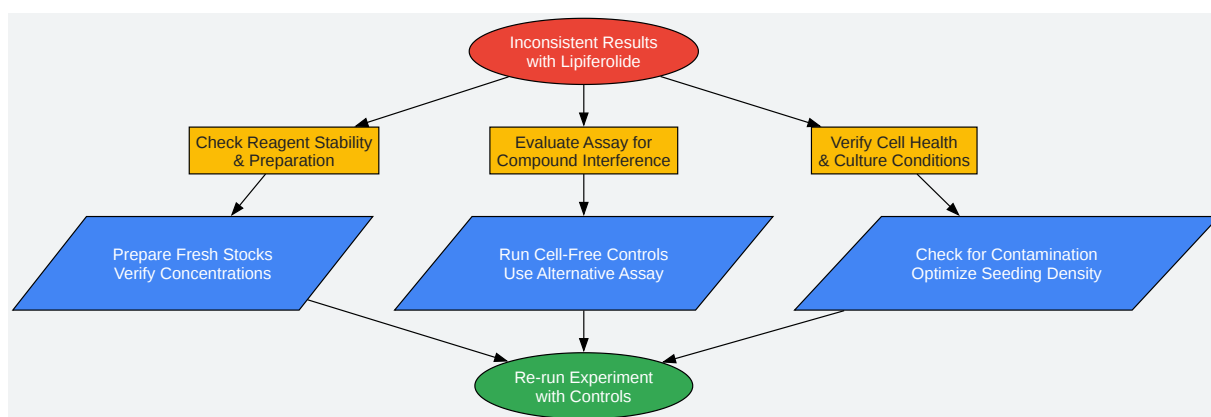 Inconsistent Results
with Lipiferolide
Check Reagent Stability
& Preparation
Evaluate Assay for
Compound Interference
Verify Cell Health
& Culture Conditions
Prepare Fresh Stocks
Verify Concentrations
Run Cell-Free Controls
Use Alternative Assay
Check for Contamination
Optimize Seeding Density
Re-run Experiment
with Controls